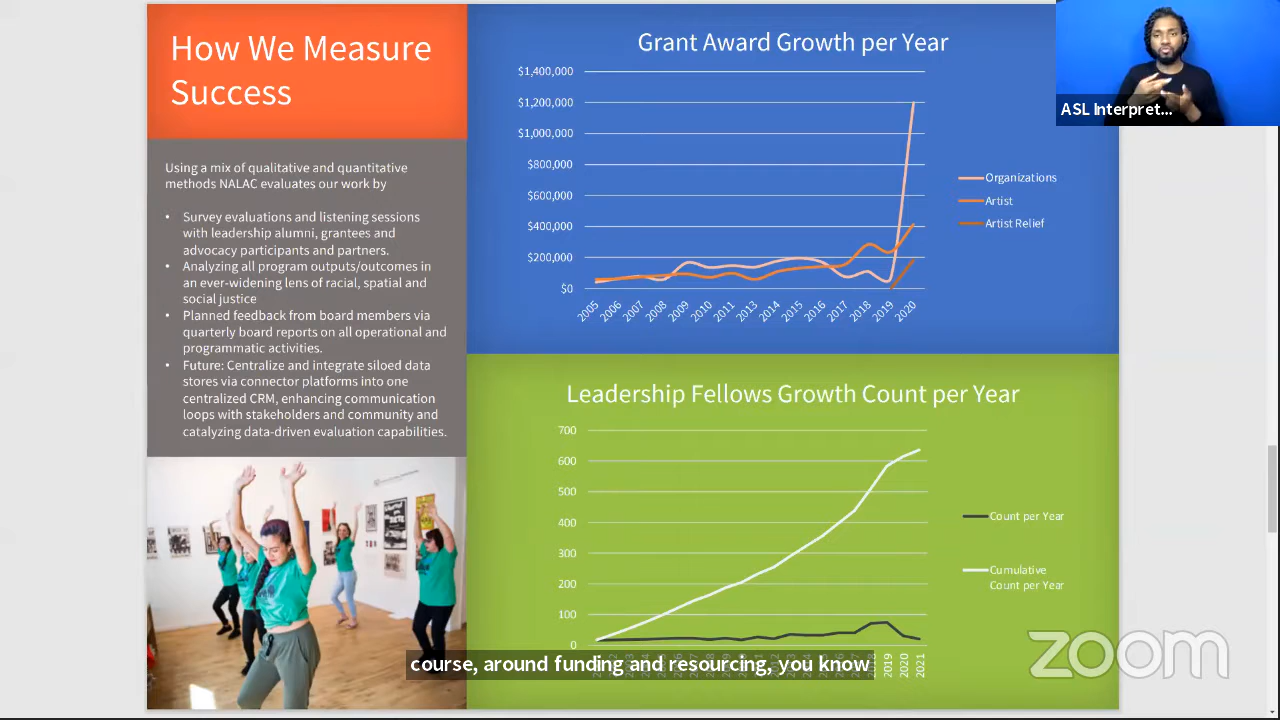 How We Measure
Success
Using a mix of qualitative and quantitative
methods NALAC evaluates our work by
• Survey evaluations and listening sessions
with leadership alumni, grantees and
advocacy participants and partners.
• Analyzing all program outputs/outcomes in
an ever-widening lens of racial, spatial and
social justice
• Planned feedback from board members via
quarterly board reports on all operational and
programmatic activities.
• Future: Centralize and integrate siloed data
stores via connector platforms into one
centralized CRM, enhancing communication
loops with stakeholders and community and
catalyzing data-driven evaluation capabilities.
Grant Award Growth per Year
$1,400,000
$1,200,000
$1,000,000
$800,000
$600,000
$400,000
$200,000
$0
2005
2006
2007
2008
2009
2010
2011
2013
2014
2015
2016
2017
2018
2019
2020
Organizations
Artist
Artist Relief
ASL Interpret...
Leadership Fellows Growth Count per Year
700
600
500
400
300
200
100
0
2019
2020
2021
Count per Year
Cumulative
Count per Year
course, around funding and resourcing, you know
zoom